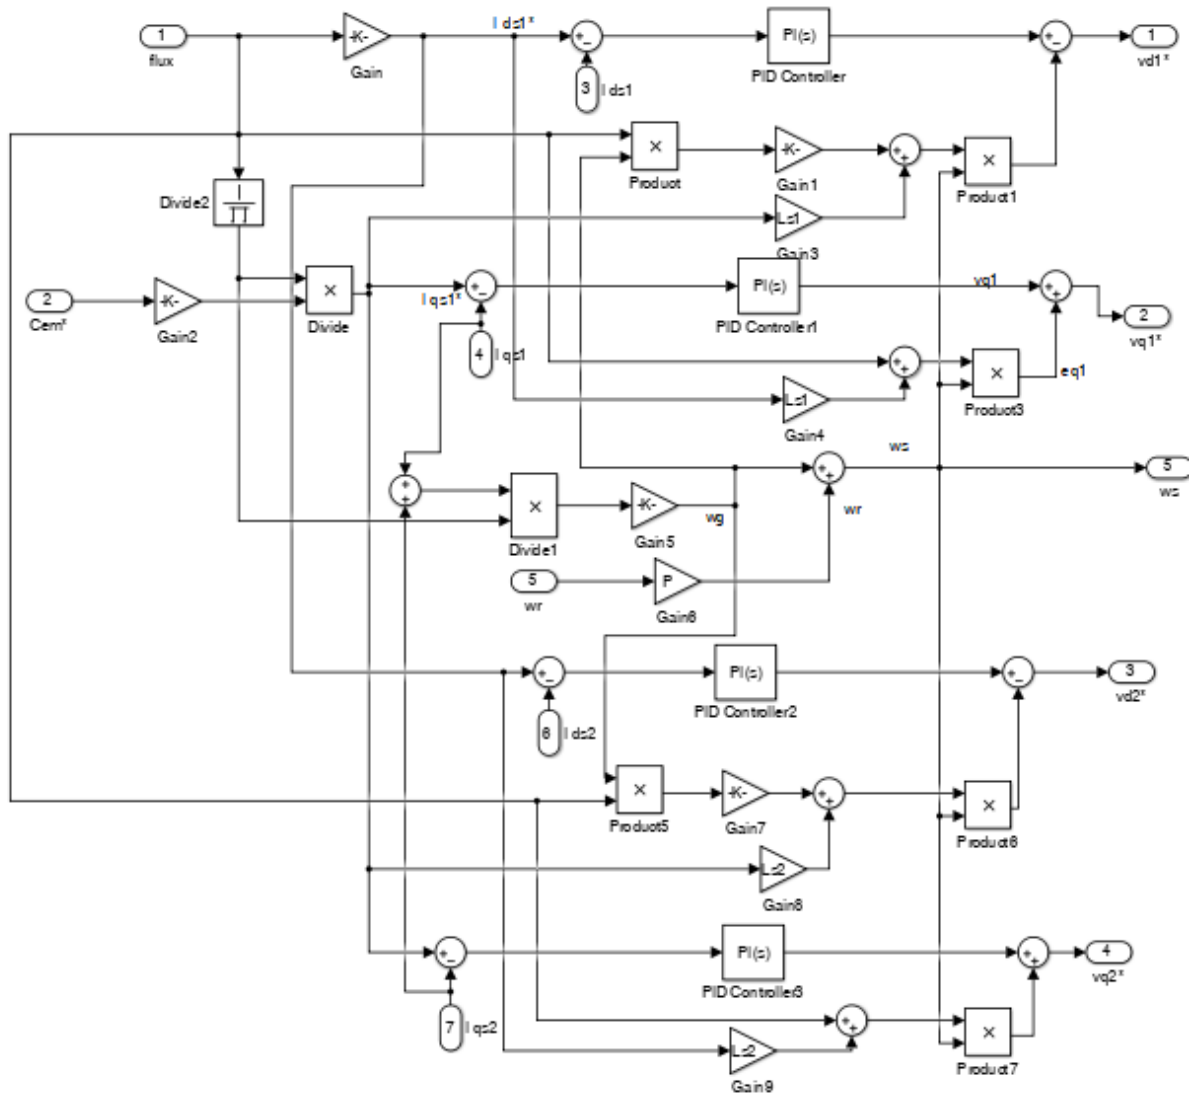 1
flux
-K-
Gain
I ds1*
+
-
3
I ds1
PI(s)
PID Controller
+
-
1
vd1*
×
Product
-K-
Gain1
+
+
×
Product1
Divide2
Ls1
Gain3
2
Cem*
-K-
Gain2
×
Divide
I qs1*
+
-
4
I qs1
PI(s)
PID Controller1
vq1
+
+
2
vq1*
+
+
×
Product3
eq1
Ls1
Gain4
ws
5
ws
+
+
×
Divide1
-K-
Gain5
wg
+
+
wr
5
wr
P
Gain6
+
-
6
I ds2
PI(s)
PID Controller2
+
-
3
vd2*
×
Product5
-K-
Gain7
+
+
×
Product6
Ls2
Gain8
+
-
7
I qs2
PI(s)
PID Controller3
+
+
4
vq2*
+
+
×
Product7
Ls2
Gain9